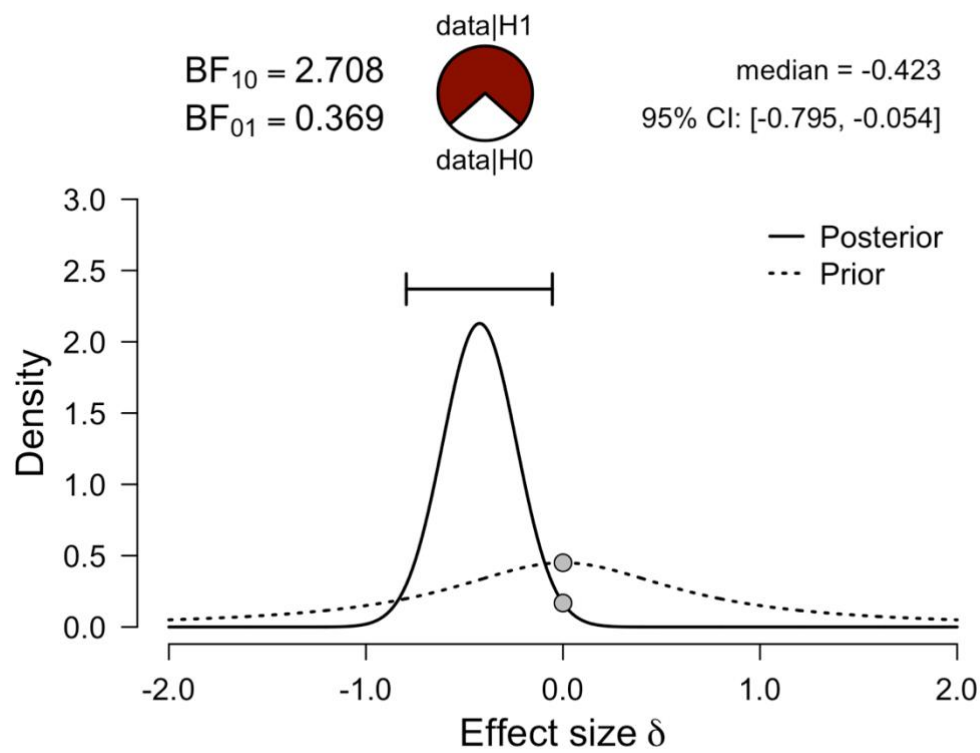 data|H1
BF₁₀ = 2.708
BF₀₁ = 0.369
median = -0.423
95% CI: [-0.795, -0.054]
data|H0
3.0
2.5
2.0
1.5
1.0
0.5
0.0
Density
Posterior
Prior
-2.0
-1.0
0.0
1.0
2.0
Effect size δ